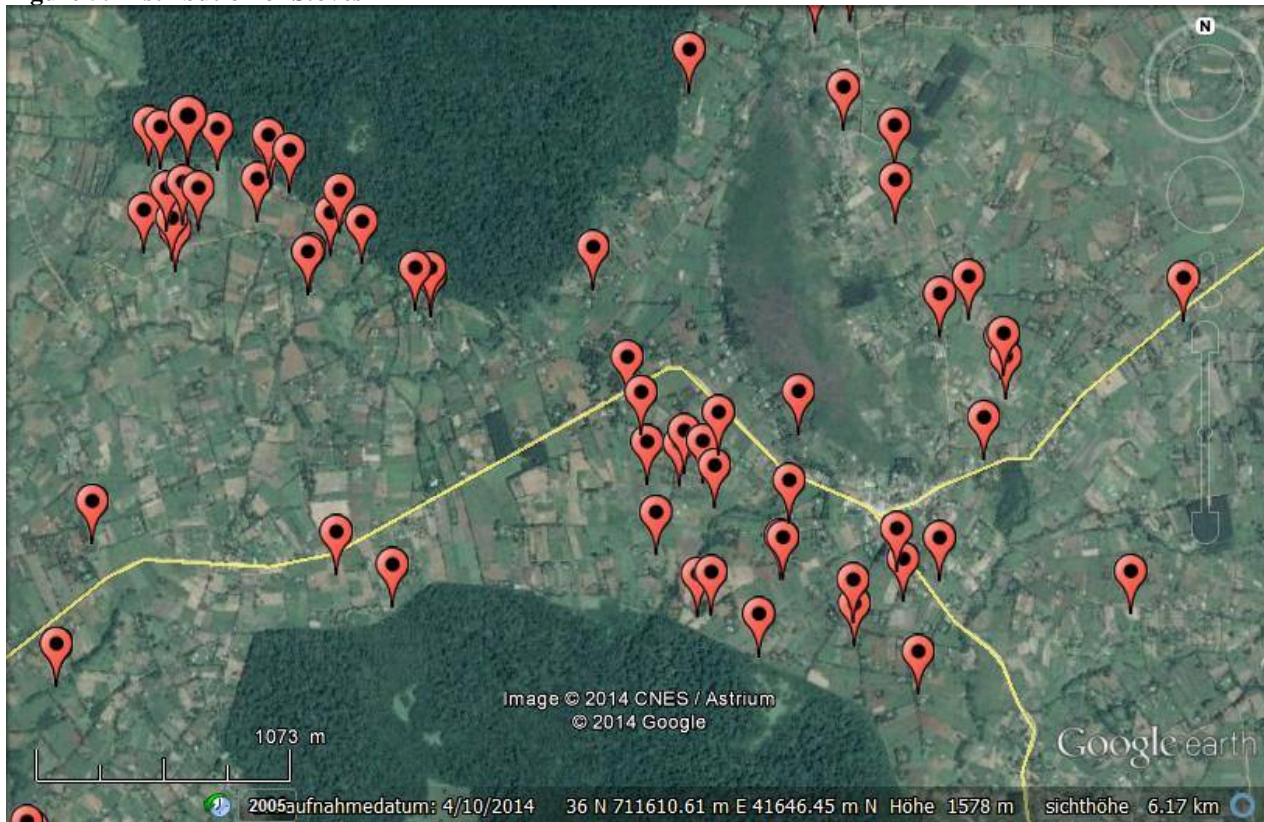 N
Image © 2014 CNES / Astrium
© 2014 Google
1073 m
Google earth
2005 aufnahmedatum: 4/10/2014 36 N 711610.61 m E 41646.45 m N Höhe 1578 m sichthöhe 6.17 km